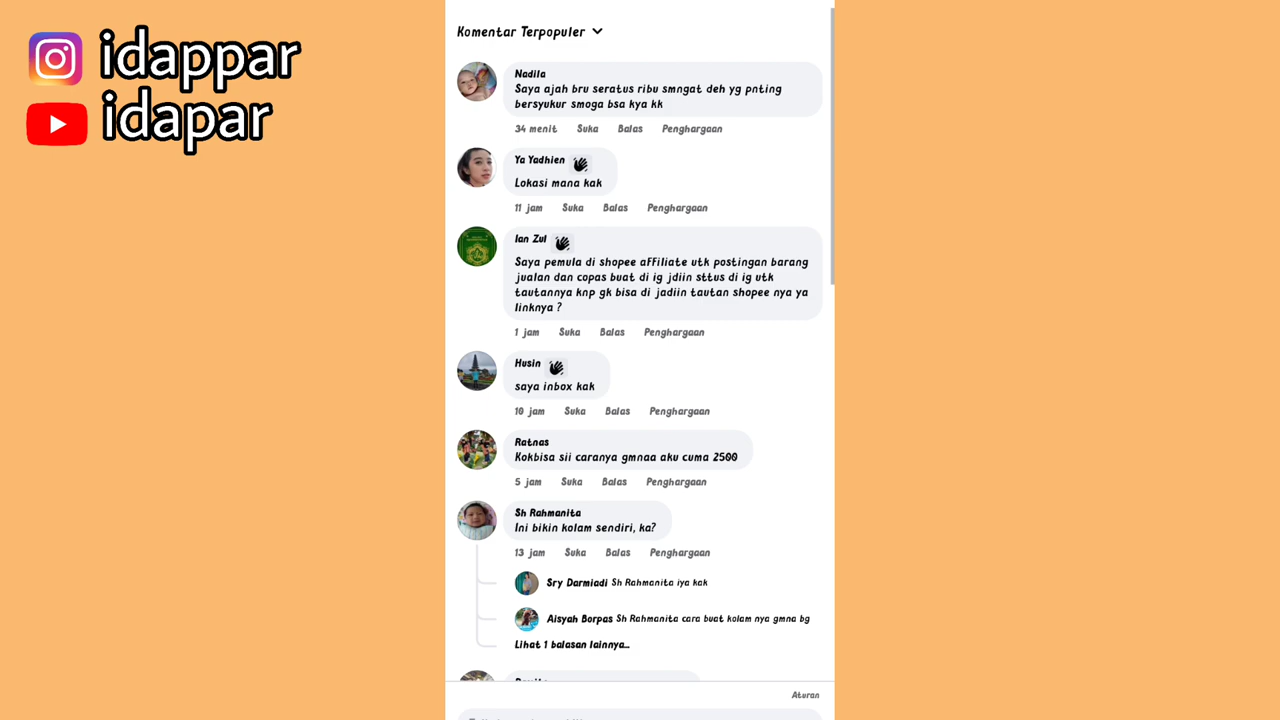 idappar
idapar
Komentar Terpopuler
Nadila
Saya ajah bru seratus ribu smngat deh yg pnting
bersyukur smoga bsa kya kk
34 menit Suka Balas Penghargaan
Ya Yadhien
Lokasi mana kak
11 jam Suka Balas Penghargaan
Ian Zul
Saya pemula di shopee affiliate utk postingan barang
jualan dan copas buat di ig jdiin sttus di ig utk
tautannya knp gk bisa di jadiin tautan shopee nya ya
linknya ?
1 jam Suka Balas Penghargaan
Husin
saya inbox kak
10 jam Suka Balas Penghargaan
Ratnas
Kokbisa sii caranya gmnaa aku cuma 2500
5 jam Suka Balas Penghargaan
Sh Rahmanita
Ini bikin kolam sendiri, ka?
13 jam Suka Balas Penghargaan
Sry Darmiadi Sh Rahmanita iya kak
Aisyah Borpas Sh Rahmanita cara buat kolam nya gmna bg
Lihat 1 balasan lainnya...
Aturan